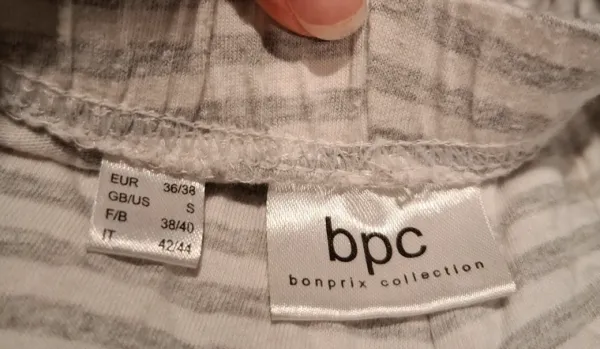 EUR 36/38
GB/US S
F/B 38/40
IT 42/44
bpc
bonprix collection